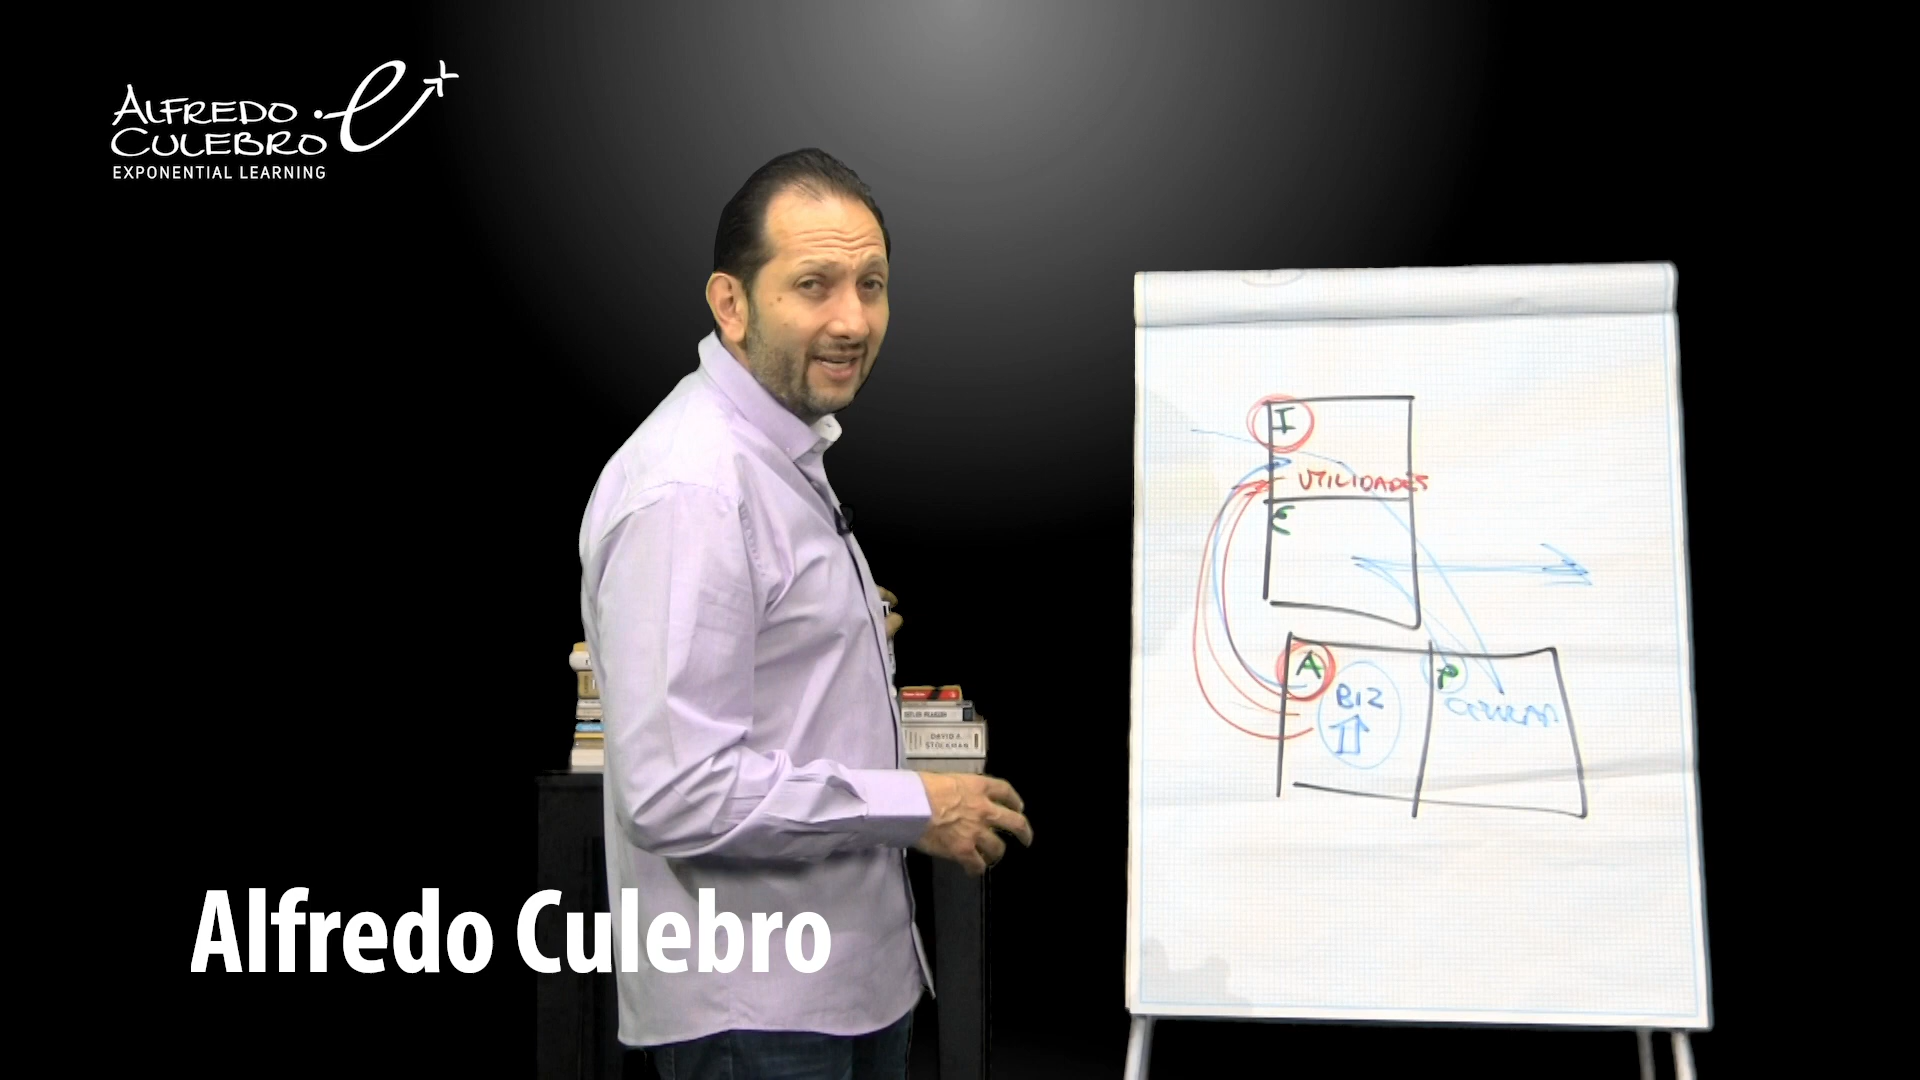 ALFREDO
CULEBRO
EXPONENTIAL LEARNING
I
UTILIDADES
E
A
BIZ
P
DAVID A.
STOCKMAN
Alfredo Culebro